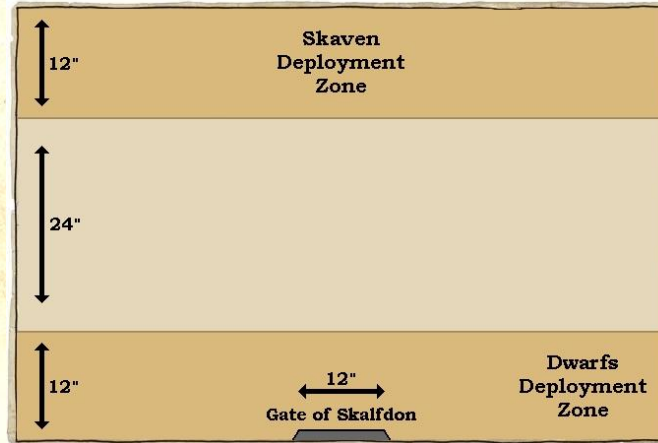 12"
Skaven
Deployment
Zone
24"
12"
12"
Gate of Skalfdon
Dwarfs
Deployment
Zone